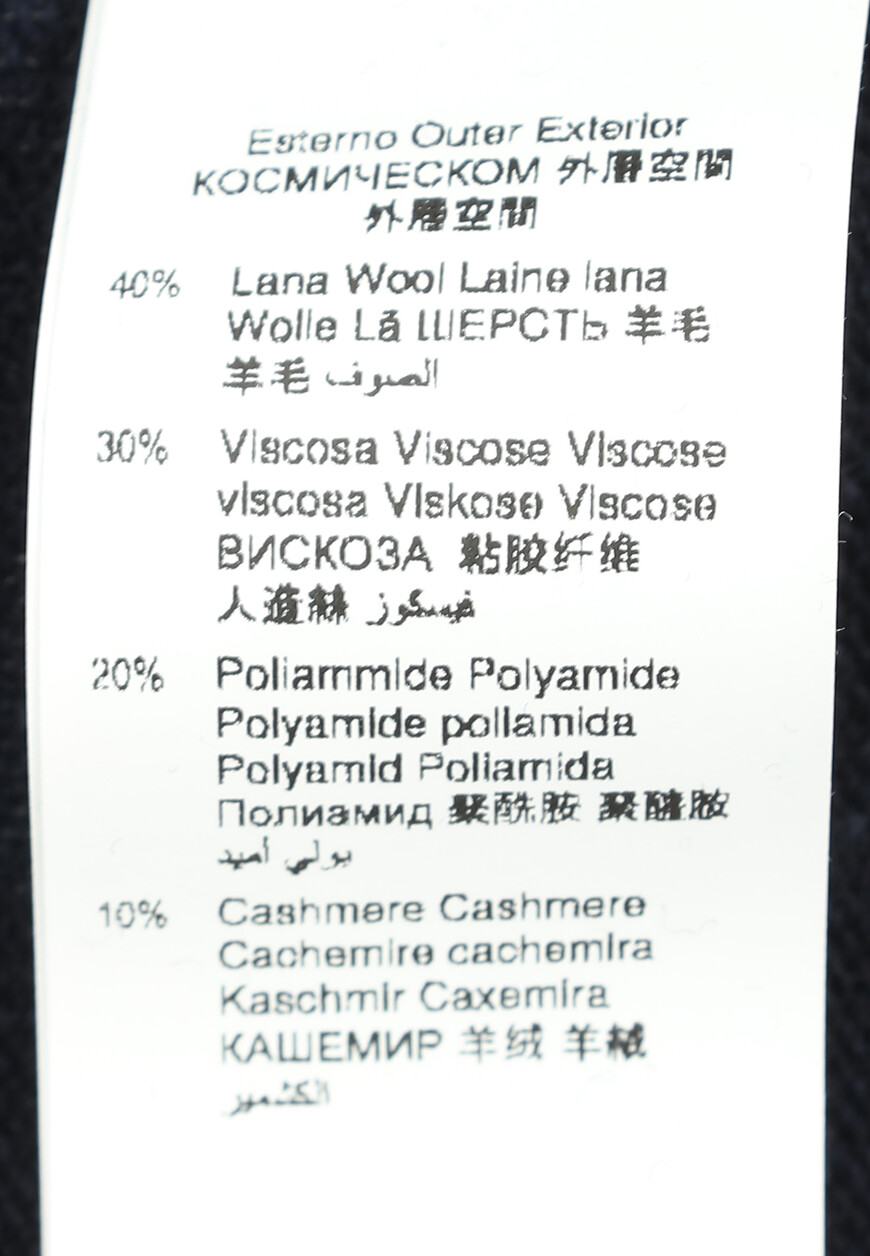 Esterno Outer Exterior
КОСМИЧЕСКОМ 外層空間
外層空間
40% Lana Wool Laine lana
Wolle Lã ШЕРСТЬ 羊毛
羊毛 الصوف
30% Viscosa Viscose Viscose
viscosa Viskose Viscose
ВИСКОЗА 粘胶纤维
人造絲 فيسكوز
20% Poliammide Polyamide
Polyamide poliamida
Polyamid Poliamida
Полиамид 聚酰胺 聚醯胺
بولي أميد
10% Cashmere Cashmere
Cachemire cachemira
Kaschmir Caxemira
КАШЕМИР 羊绒 羊絨
الكشمير